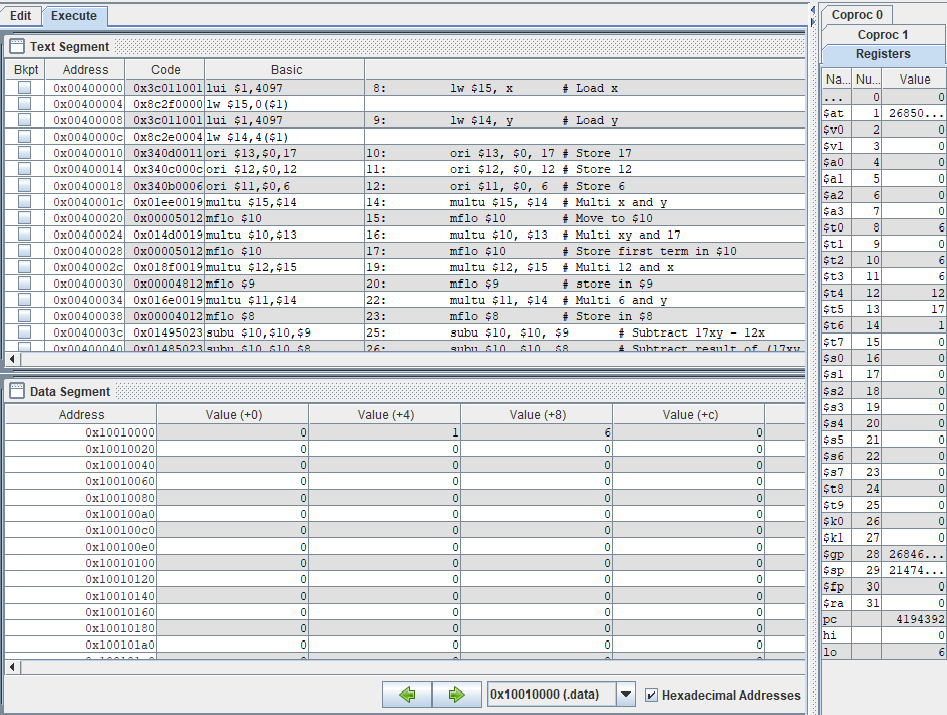 Edit Execute
Text Segment
Bkpt Address Code Basic
0x00400000 0x3c011001 lui $1,4097 8: lw $15, x # Load x
0x00400004 0x8c2f0000 lw $15,0($1)
0x00400008 0x3c011001 lui $1,4097 9: lw $14, y # Load y
0x0040000c 0x8c2e0004 lw $14,4($1)
0x00400010 0x340d0011 ori $13,$0,17 10: ori $13, $0, 17 # Store 17
0x00400014 0x340c000c ori $12,$0,12 11: ori $12, $0, 12 # Store 12
0x00400018 0x340b0006 ori $11,$0,6 12: ori $11, $0, 6 # Store 6
0x0040001c 0x01ee0019 multu $15,$14 14: multu $15, $14 # Multi x and y
0x00400020 0x00005012 mflo $10 15: mflo $10 # Move to $10
0x00400024 0x014d0019 multu $10,$13 16: multu $10, $13 # Multi xy and 17
0x00400028 0x00005012 mflo $10 17: mflo $10 # Store first term in $10
0x0040002c 0x018f0019 multu $12,$15 19: multu $12, $15 # Multi 12 and x
0x00400030 0x00004812 mflo $9 20: mflo $9 # store in $9
0x00400034 0x016e0019 multu $11,$14 22: multu $11, $14 # Multi 6 and y
0x00400038 0x00004012 mflo $8 23: mflo $8 # Store in $8
0x0040003c 0x01495023 subu $10,$10,$9 25: subu $10, $10, $9 # Subtract 17xy - 12x
0x00400040 0x01485023 subu $10,$10,$8 26: subu $10, $10, $8 # Subtract result of (17xy
Data Segment
Address Value (+0) Value (+4) Value (+8) Value (+c)
0x10010000 0 1 6 0
0x10010020 0 0 0 0
0x10010040 0 0 0 0
0x10010060 0 0 0 0
0x10010080 0 0 0 0
0x100100a0 0 0 0 0
0x100100c0 0 0 0 0
0x100100e0 0 0 0 0
0x10010100 0 0 0 0
0x10010120 0 0 0 0
0x10010140 0 0 0 0
0x10010160 0 0 0 0
0x10010180 0 0 0 0
0x100101a0 0 0 0 0
0x10010000 (.data) Hexadecimal Addresses
Coproc 0
Coproc 1
Registers
Na... Nu... Value
... 0 0
$at 1 26850...
$v0 2 0
$v1 3 0
$a0 4 0
$a1 5 0
$a2 6 0
$a3 7 0
$t0 8 6
$t1 9 0
$t2 10 6
$t3 11 6
$t4 12 12
$t5 13 17
$t6 14 1
$t7 15 0
$s0 16 0
$s1 17 0
$s2 18 0
$s3 19 0
$s4 20 0
$s5 21 0
$s6 22 0
$s7 23 0
$t8 24 0
$t9 25 0
$k0 26 0
$k1 27 0
$gp 28 26846...
$sp 29 21474...
$fp 30 0
$ra 31 0
pc 4194392
hi 0
lo 6